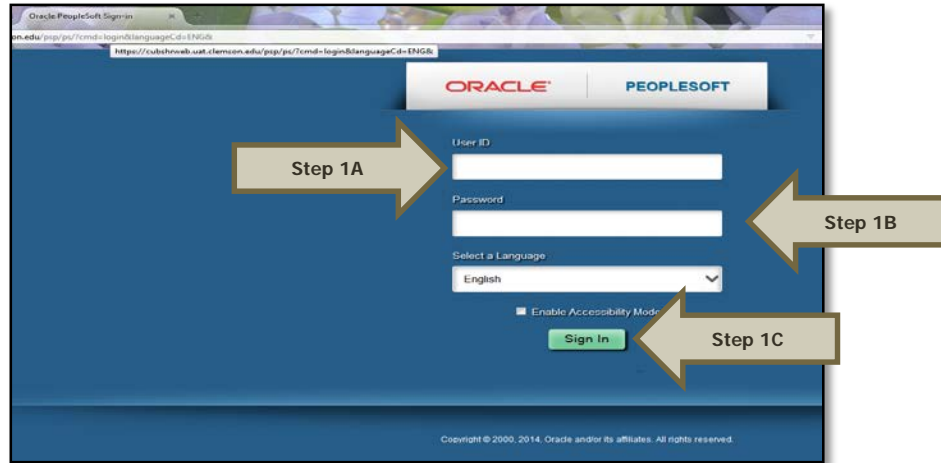 Oracle PeopleSoft Sign-in
on.edu/psp/ps/?cmd=login&languageCd=ENG&
https://cubshrweb.uat.clemson.edu/psp/ps/?cmd=login&languageCd=ENG&
ORACLE PEOPLESOFT
User ID
Step 1A
Password
Step 1B
Select a Language
English
Enable Accessibility Mode
Sign In
Step 1C
Copyright © 2000, 2014, Oracle and/or its affiliates. All rights reserved.